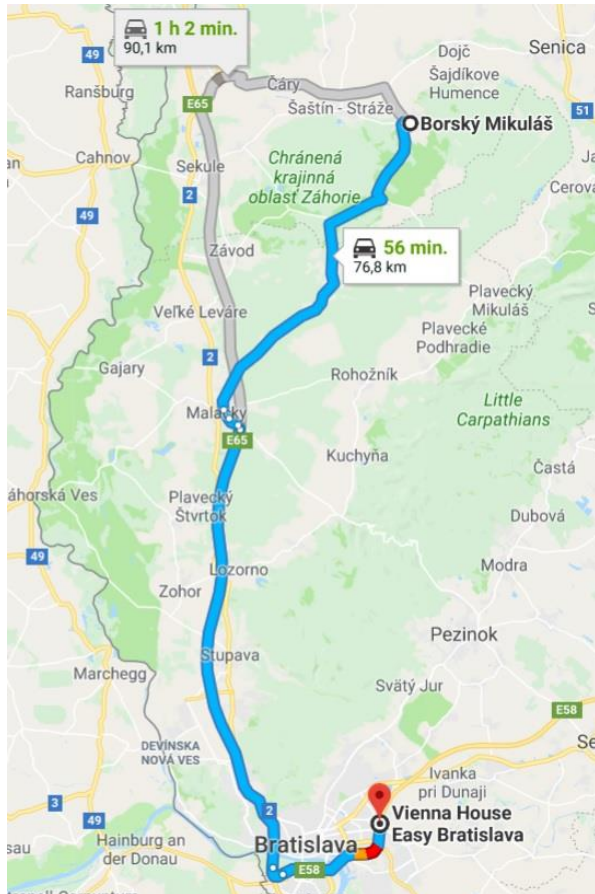 49
1 h 2 min.
90,1 km
Dojč
Senica
Ranšburg
E65
Čáry
Šajdíkove
Humence
Šaštín - Stráže
51
Borský Mikuláš
Cahnov
Sekule
2
Chránená
krajinná
oblasť Záhorie
Cerova
49
Závod
56 min.
76,8 km
Plavecký
Mikuláš
Veľké Leváre
Plavecké
Podhradie
2
Gajary
Rohožník
Malacky
Little
Carpathians
E65
Kuchyňa
Častá
áhorská Ves
Plavecký
Štvrtok
Dubová
49
Lozorno
Modra
Zohor
Pezinok
Stupava
Marchegg
Svätý Jur
E58
DEVÍNSKA
NOVÁ VES
Se
3
2
Ivanka
pri Dunaji
Vienna House
Easy Bratislava
sau
Hainburg an
der Donau
Bratislava
E58